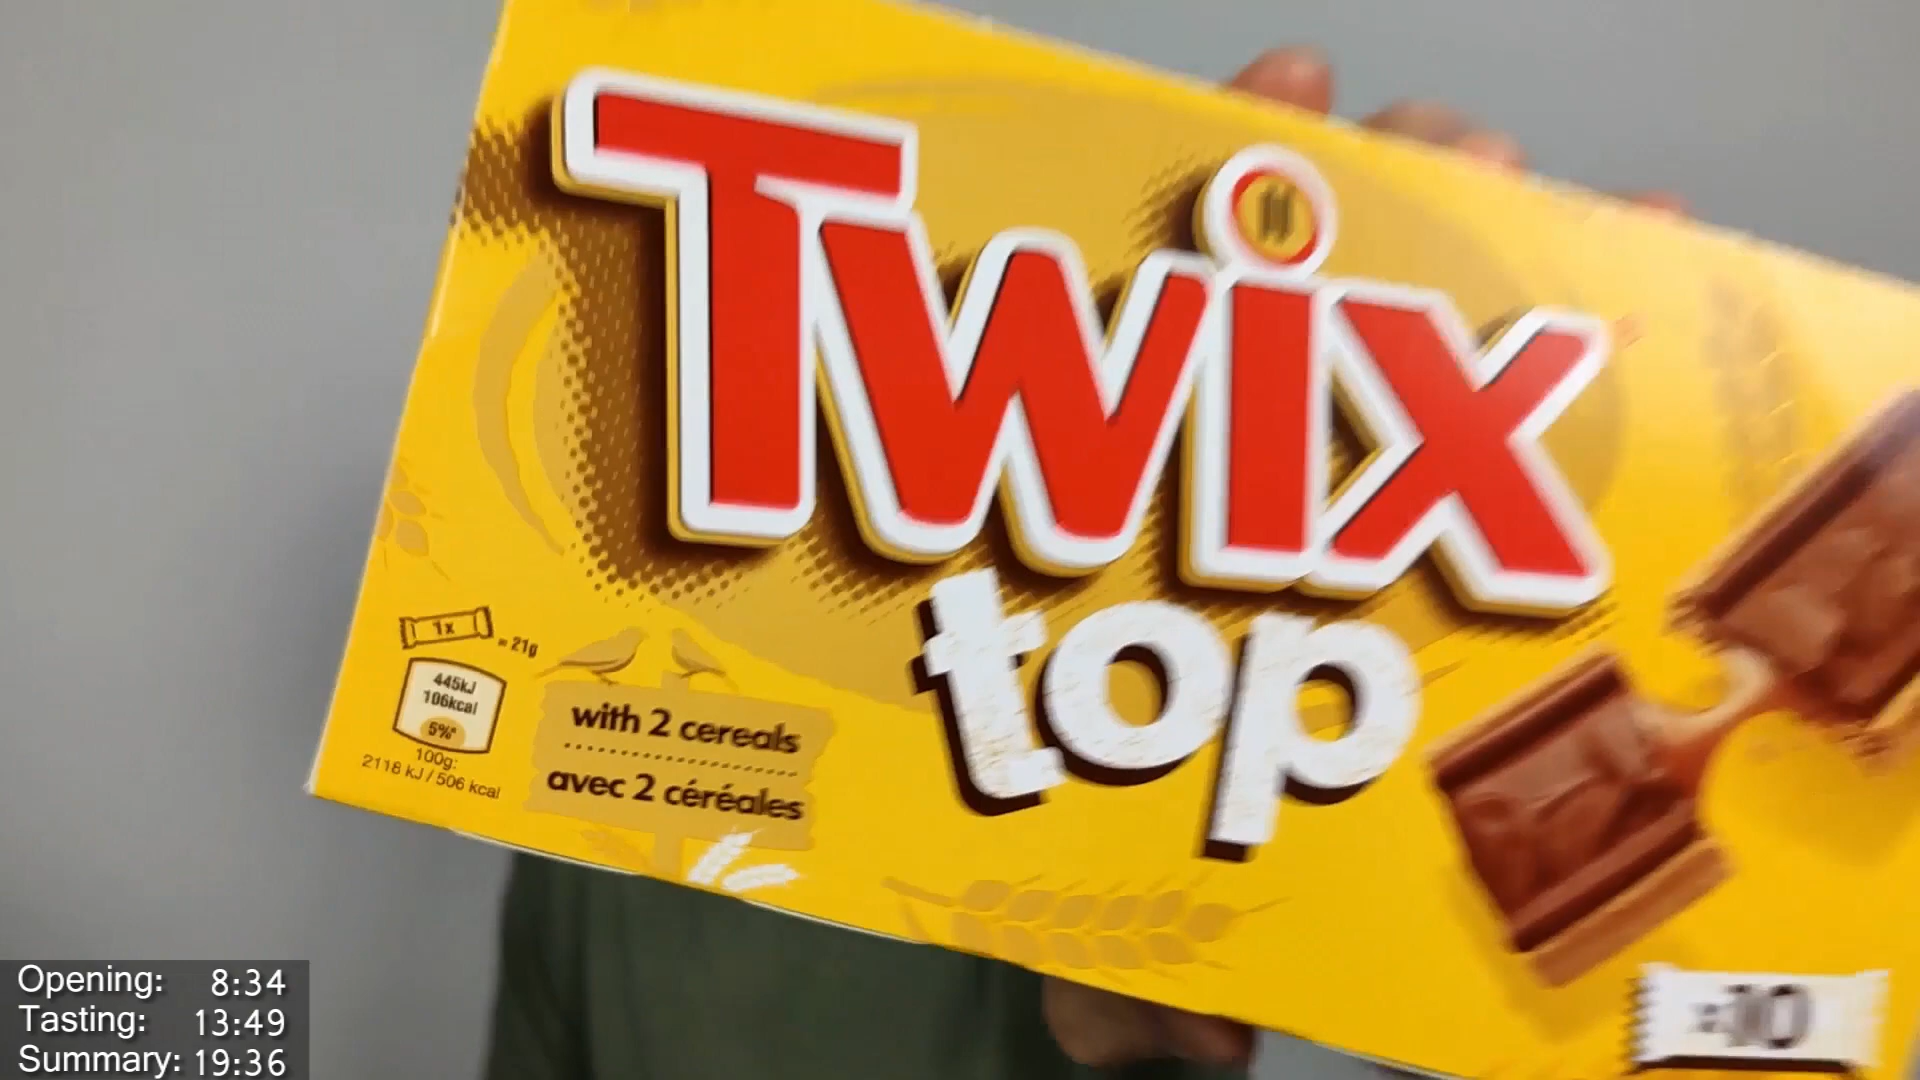 Twix
top
1x = 21g
445kJ
106kcal
5%*
100g:
2118 kJ / 506 kcal
with 2 cereals
avec 2 céréales
Opening: 8:34
Tasting: 13:49
Summary: 19:36